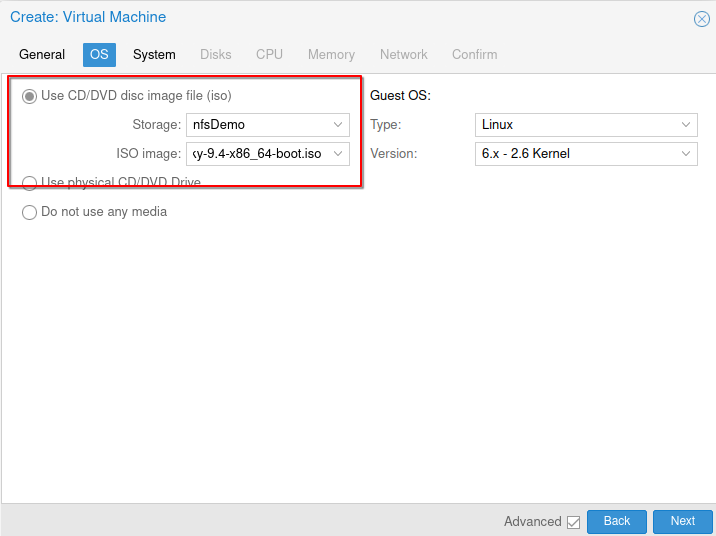 Create: Virtual Machine
General OS System Disks CPU Memory Network Confirm
Use CD/DVD disc image file (iso)
Storage: nfsDemo
ISO image: ky-9.4-x86_64-boot.iso
Use physical CD/DVD Drive
Do not use any media
Guest OS:
Type: Linux
Version: 6.x - 2.6 Kernel
Advanced Back Next